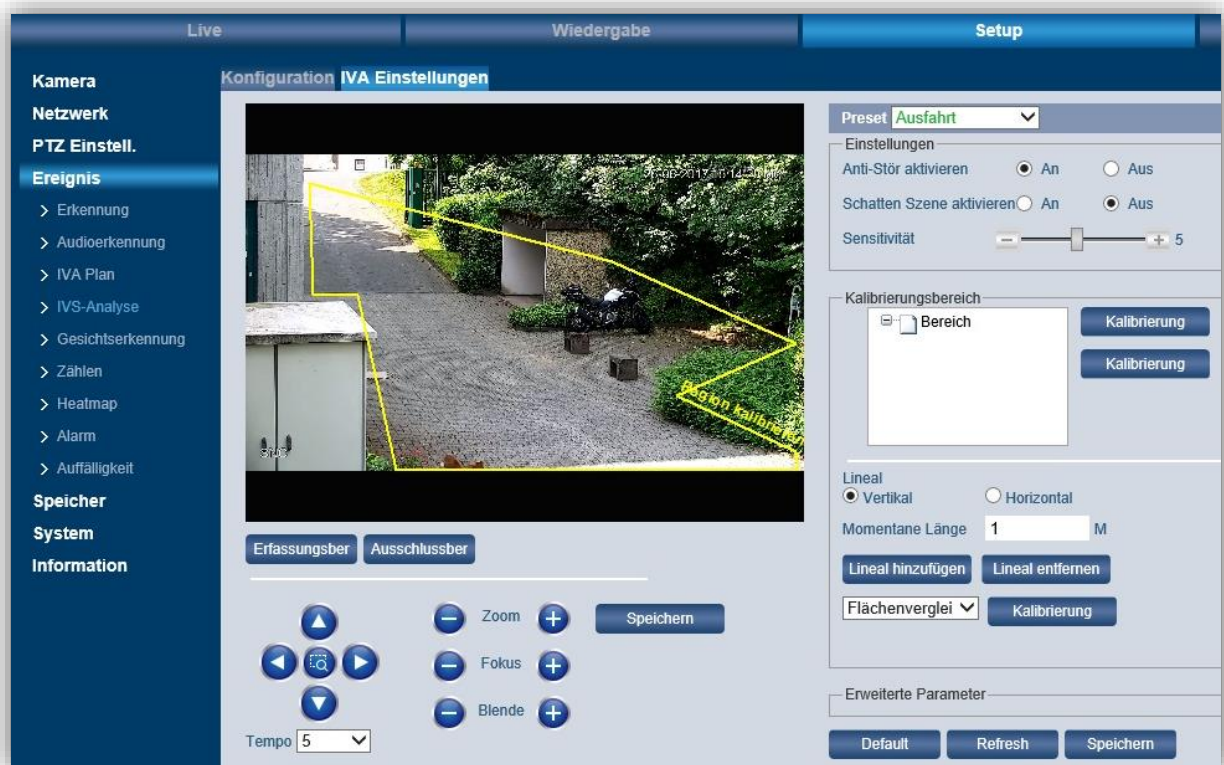 Live
Wiedergabe
Setup
Kamera
Netzwerk
PTZ Einstell.
Ereignis
Erkennung
Audioerkennung
IVA Plan
IVS-Analyse
Gesichtserkennung
Zählen
Heatmap
Alarm
Auffälligkeit
Speicher
System
Information
Konfiguration
IVA Einstellungen
Region kalibrieren
Erfassungsber
Ausschlussber
Zoom
Fokus
Blende
Speichern
Tempo 5
Preset Ausfahrt
Einstellungen
Anti-Stör aktivieren An Aus
Schatten Szene aktivieren An Aus
Sensitivität 5
Kalibrierungsbereich
Bereich
Kalibrierung
Kalibrierung
Lineal
Vertikal Horizontal
Momentane Länge 1 M
Lineal hinzufügen Lineal entfernen
Flächenverglei Kalibrierung
Erweiterte Parameter
Default Refresh Speichern